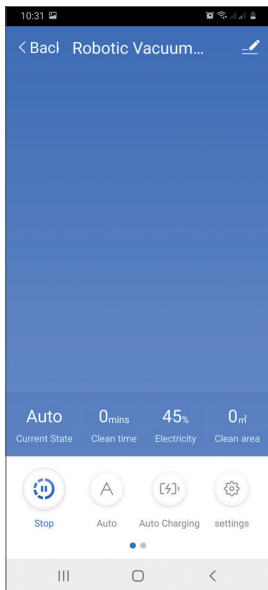 10:31
< Back Robotic Vacuum...
Auto 0mins 45% 0㎡
Current State Clean time Electricity Clean area
A
Stop Auto Auto Charging settings